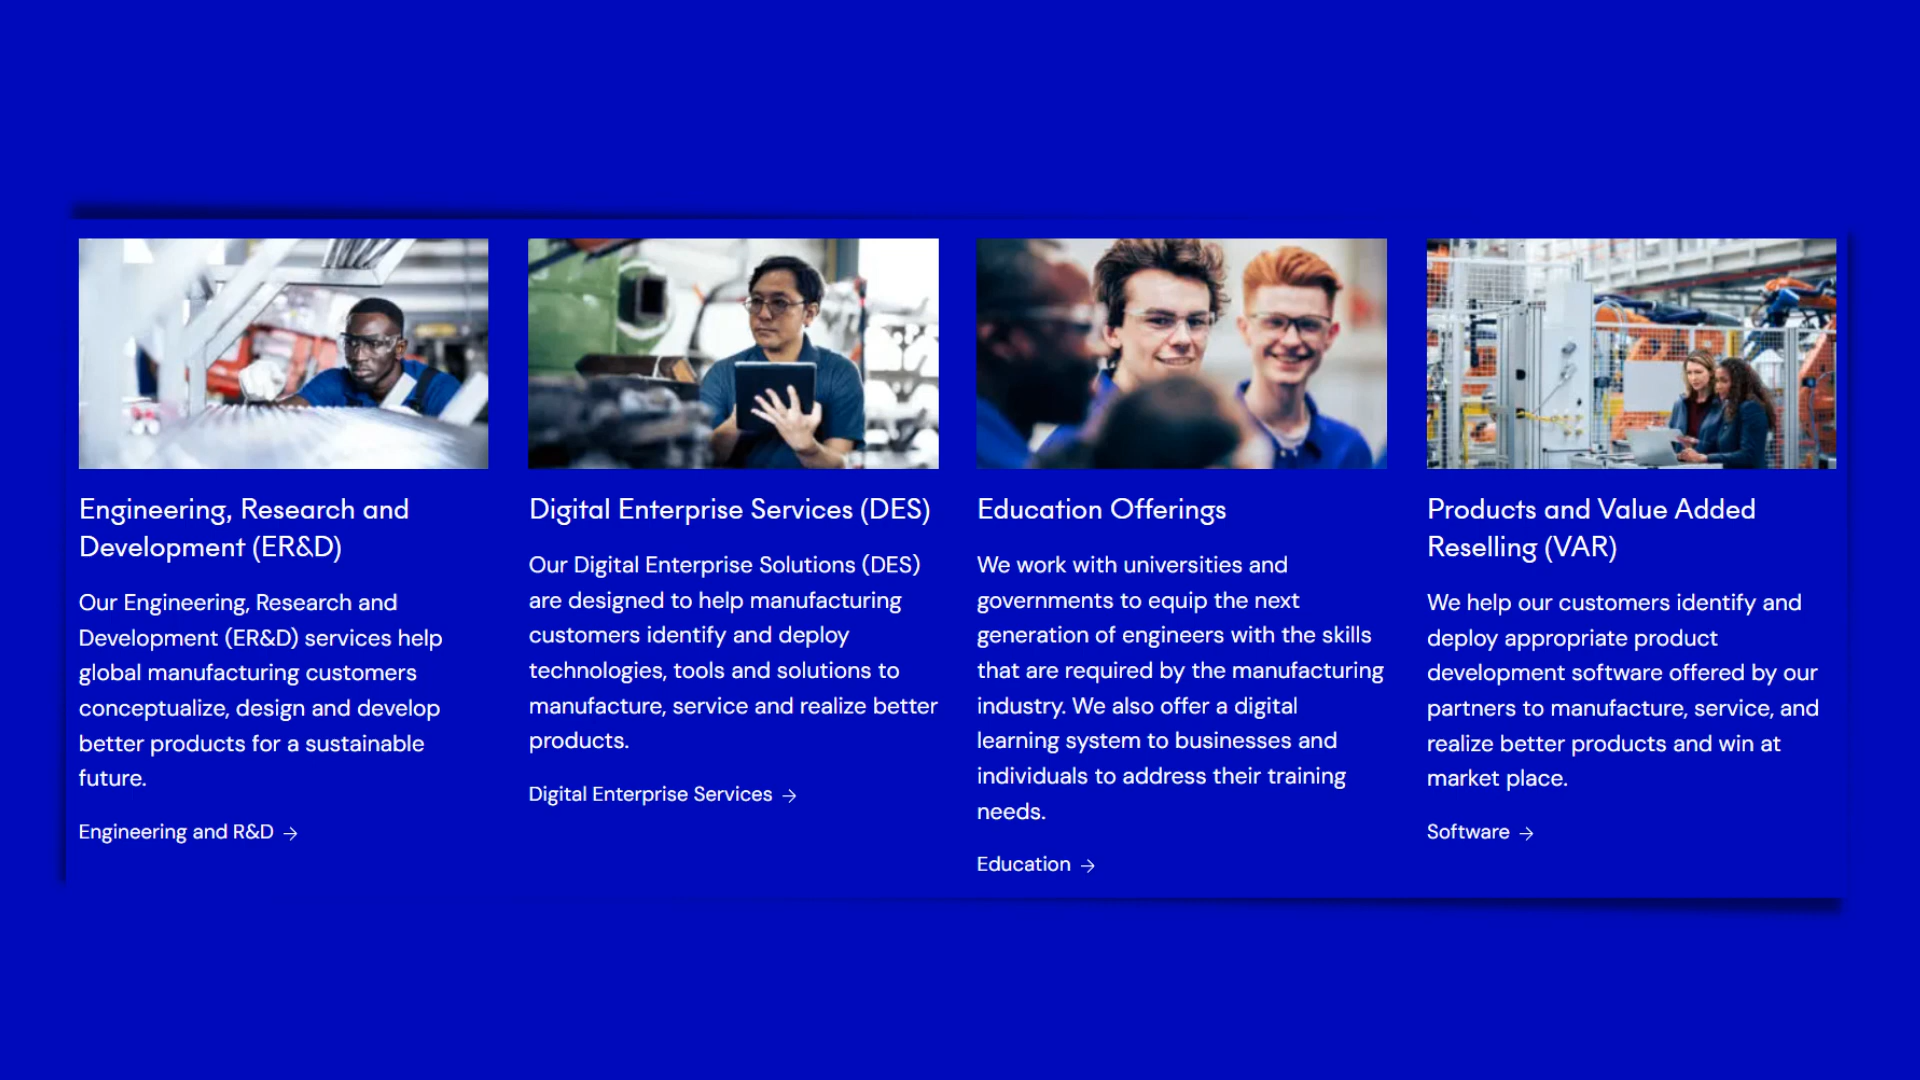 Engineering, Research and
Development (ER&D)
Our Engineering, Research and
Development (ER&D) services help
global manufacturing customers
conceptualize, design and develop
better products for a sustainable
future.
Engineering and R&D →
Digital Enterprise Services (DES)
Our Digital Enterprise Solutions (DES)
are designed to help manufacturing
customers identify and deploy
technologies, tools and solutions to
manufacture, service and realize better
products.
Digital Enterprise Services →
Education Offerings
We work with universities and
governments to equip the next
generation of engineers with the skills
that are required by the manufacturing
industry. We also offer a digital
learning system to businesses and
individuals to address their training
needs.
Education →
Products and Value Added
Reselling (VAR)
We help our customers identify and
deploy appropriate product
development software offered by our
partners to manufacture, service, and
realize better products and win at
market place.
Software →